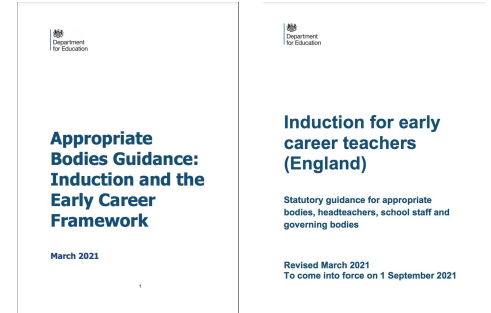 Department
for Education
Appropriate
Bodies Guidance:
Induction and the
Early Career
Framework
March 2021
1
Department
for Education
Induction for early
career teachers
(England)
Statutory guidance for appropriate
bodies, headteachers, school staff and
governing bodies
Revised March 2021
To come into force on 1 September 2021